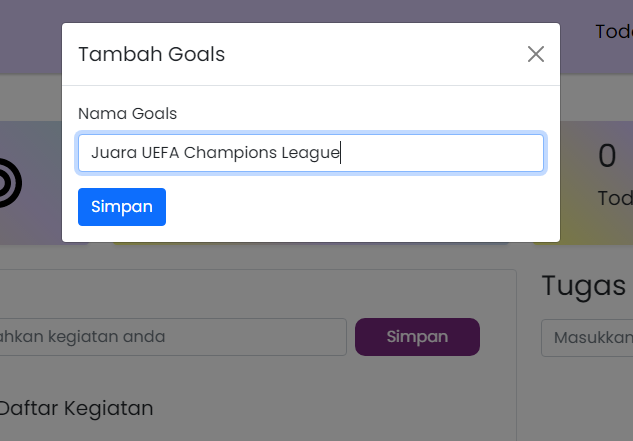 Tambah Goals
Nama Goals
Juara UEFA Champions League
Simpan
0
Tod
Tugas
ahkan kegiatan anda
Simpan
Masukkan
Daftar Kegiatan